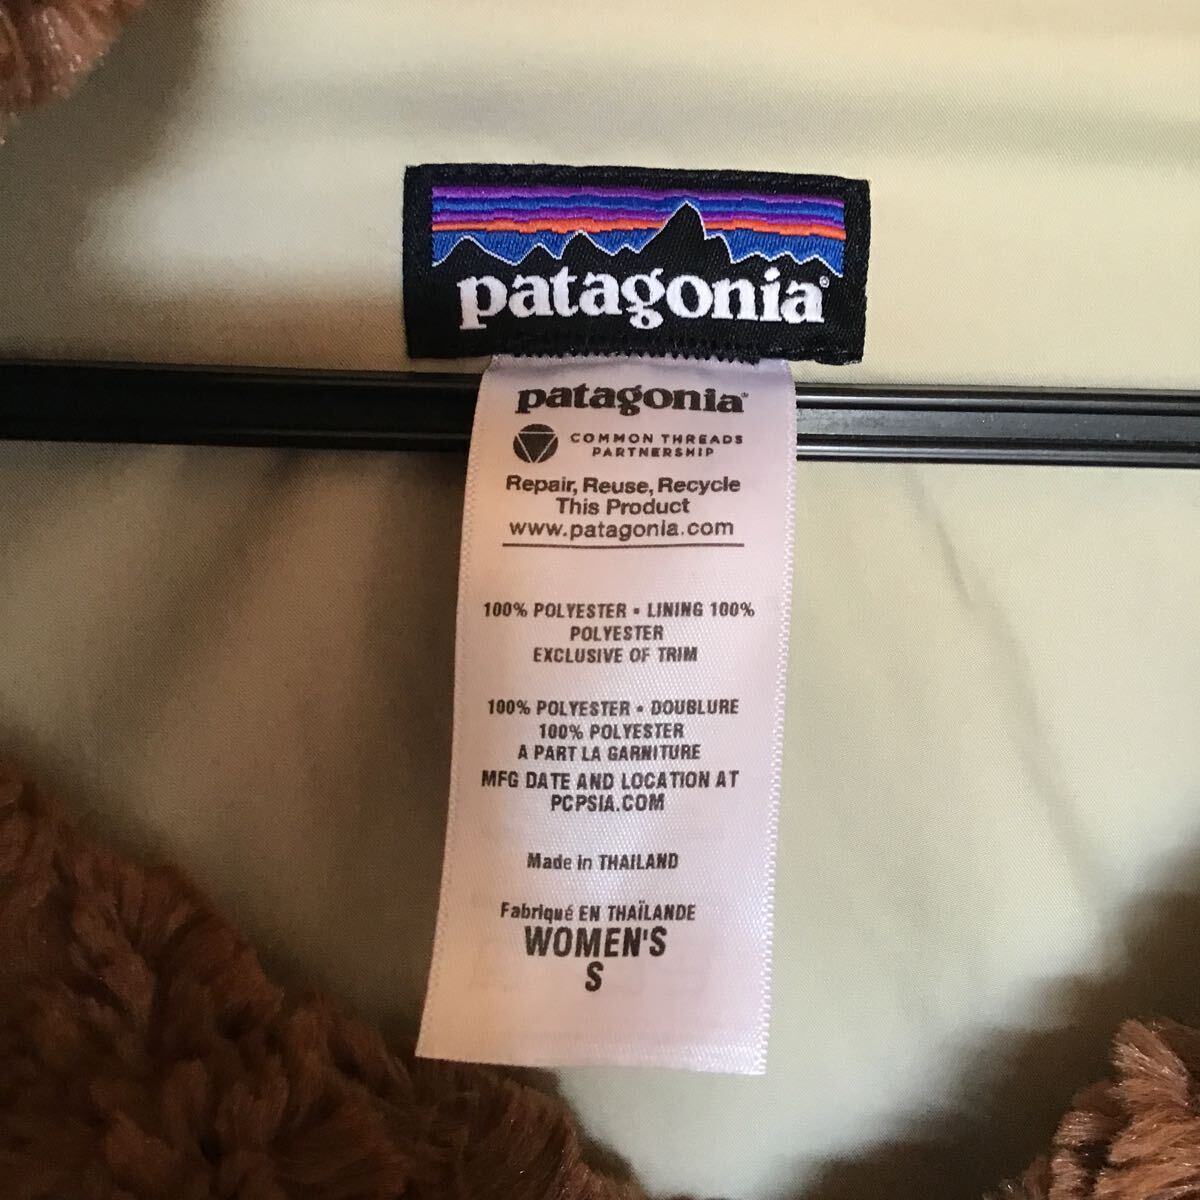 patagonia®
patagonia®
COMMON THREADS
PARTNERSHIP
Repair, Reuse, Recycle
This Product
www.patagonia.com
100% POLYESTER • LINING 100%
POLYESTER
EXCLUSIVE OF TRIM
100% POLYESTER • DOUBLURE
100% POLYESTER
A PART LA GARNITURE
MFG DATE AND LOCATION AT
PCPSIA.COM
Made in THAILAND
Fabriqué EN THAÏLANDE
WOMEN'S
S